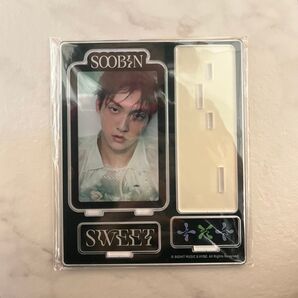 SOOBIN
SWEET
© BIGHIT MUSIC & HYBE. All Rights Reserved.